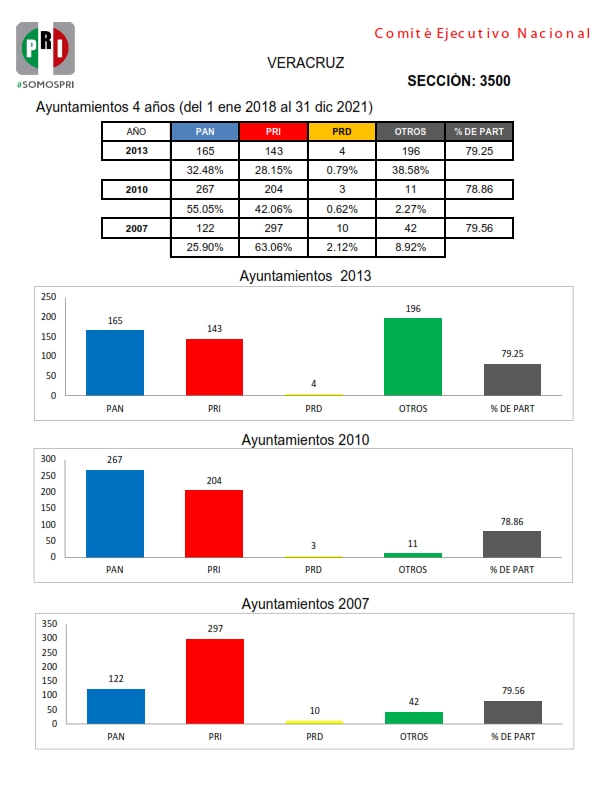 Comité Ejecutivo Nacional
PRI
#SOMOSPRI
VERACRUZ
SECCIÓN: 3500
Ayuntamientos 4 años (del 1 ene 2018 al 31 dic 2021)
AÑO PAN PRI PRD OTROS % DE PART
2013 165 143 4 196 79.25
32.48% 28.15% 0.79% 38.58%
2010 267 204 3 11 78.86
55.05% 42.06% 0.62% 2.27%
2007 122 297 10 42 79.56
25.90% 63.06% 2.12% 8.92%
Ayuntamientos 2013
250
200
150
100
50
0
165 143 4 196 79.25
PAN PRI PRD OTROS % DE PART
Ayuntamientos 2010
300
250
200
150
100
50
0
267 204 3 11 78.86
PAN PRI PRD OTROS % DE PART
Ayuntamientos 2007
350
300
250
200
150
100
50
0
122 297 10 42 79.56
PAN PRI PRD OTROS % DE PART